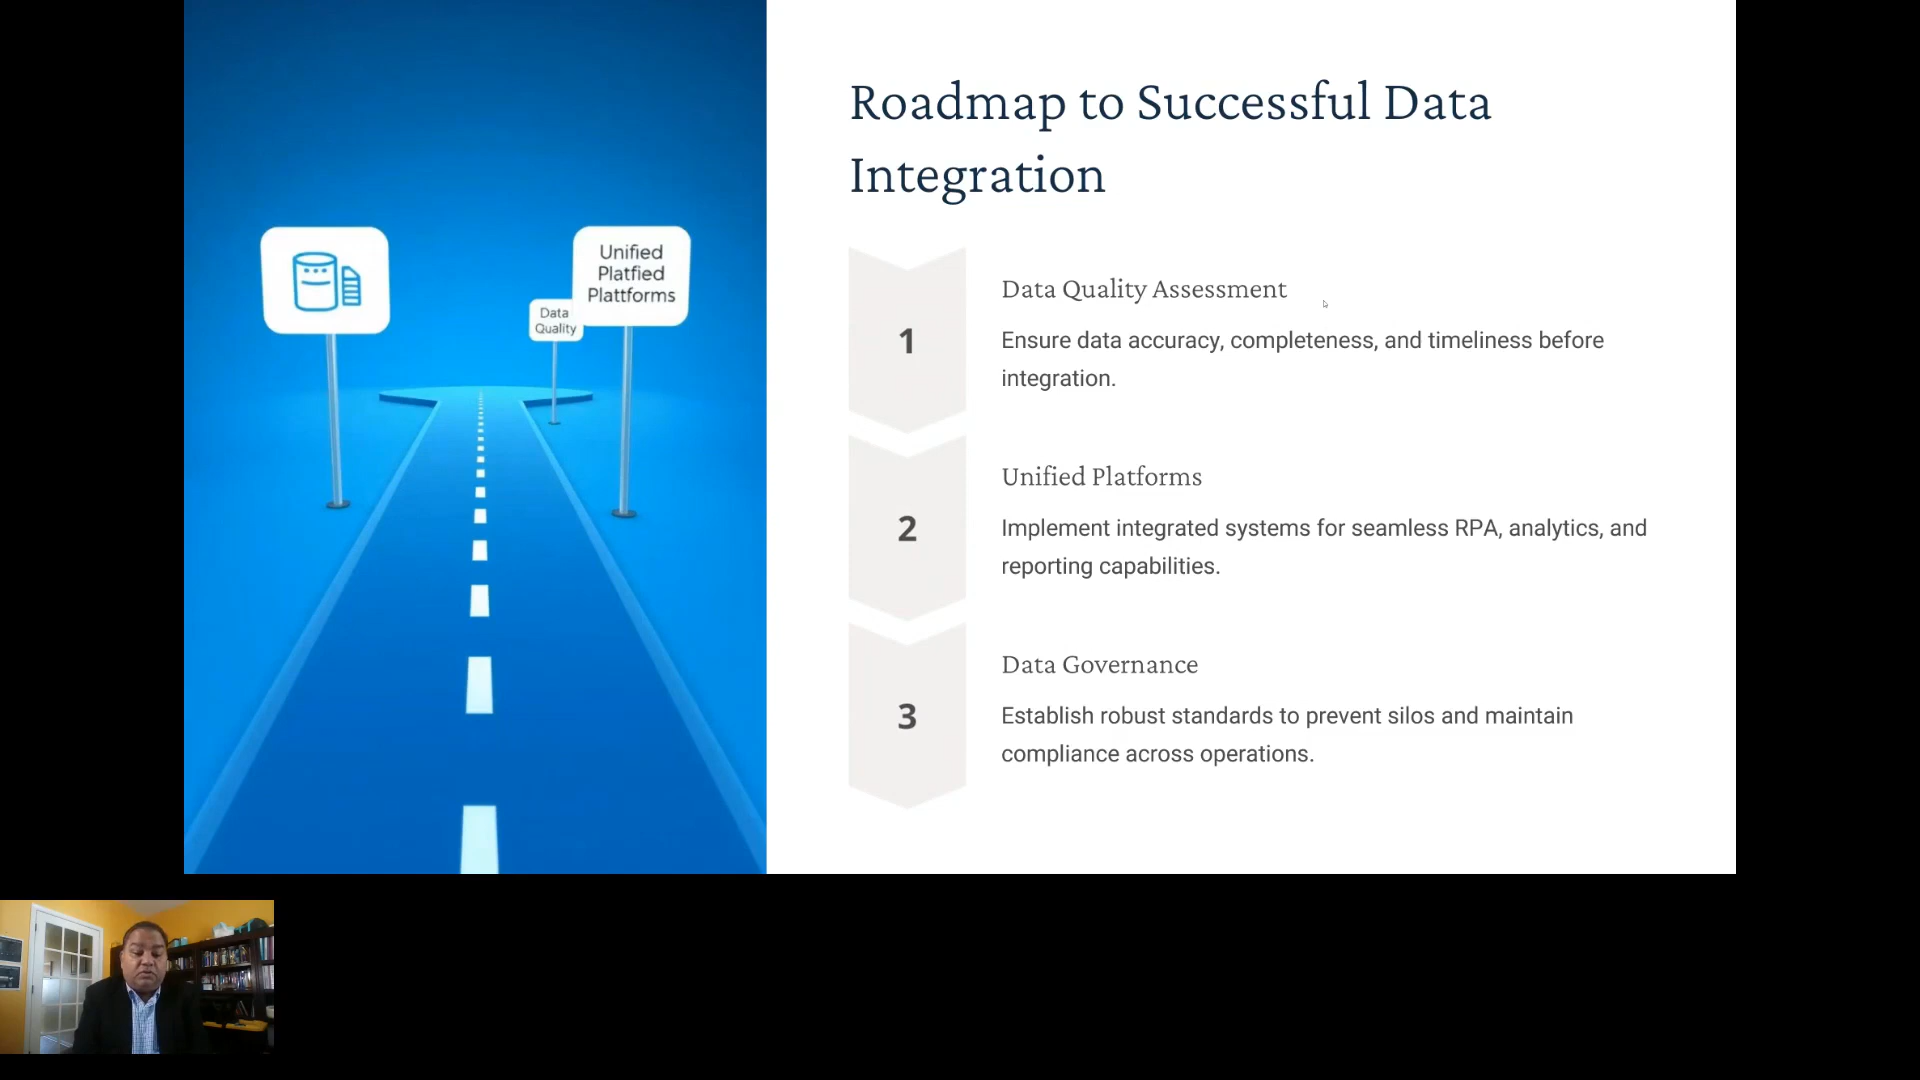 Unified
Platfied
Plattforms
Data
Quality
Roadmap to Successful Data
Integration
1
Data Quality Assessment
Ensure data accuracy, completeness, and timeliness before
integration.
2
Unified Platforms
Implement integrated systems for seamless RPA, analytics, and
reporting capabilities.
3
Data Governance
Establish robust standards to prevent silos and maintain
compliance across operations.